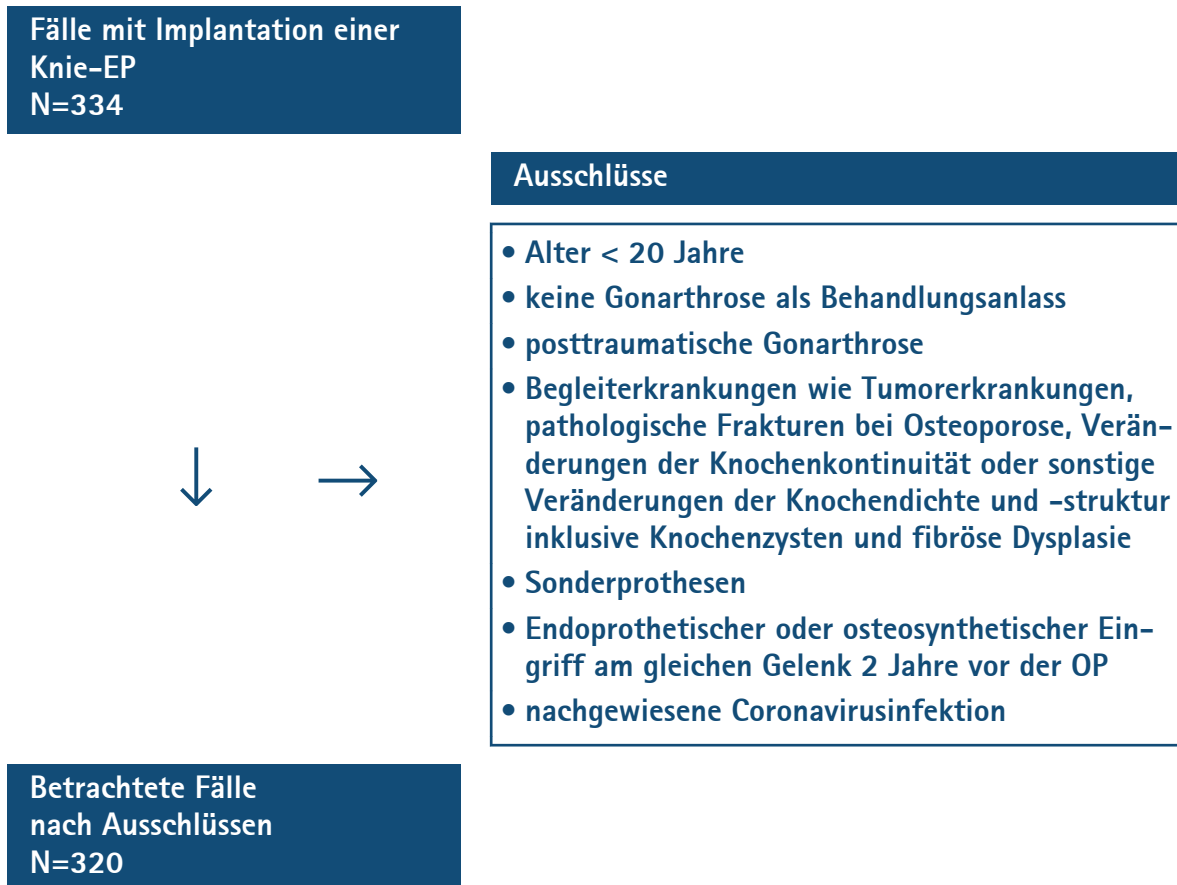 Fälle mit Implantation einer
Knie-EP
N=334
Ausschlüsse
• Alter < 20 Jahre
• keine Gonarthrose als Behandlungsanlass
• posttraumatische Gonarthrose
• Begleiterkrankungen wie Tumorerkrankungen,
pathologische Frakturen bei Osteoporose, Verän-
derungen der Knochenkontinuität oder sonstige
Veränderungen der Knochendichte und -struktur
inklusive Knochenzysten und fibröse Dysplasie
• Sonderprothesen
• Endoprothetischer oder osteosynthetischer Ein-
griff am gleichen Gelenk 2 Jahre vor der OP
• nachgewiesene Coronavirusinfektion
Betrachtete Fälle
nach Ausschlüssen
N=320